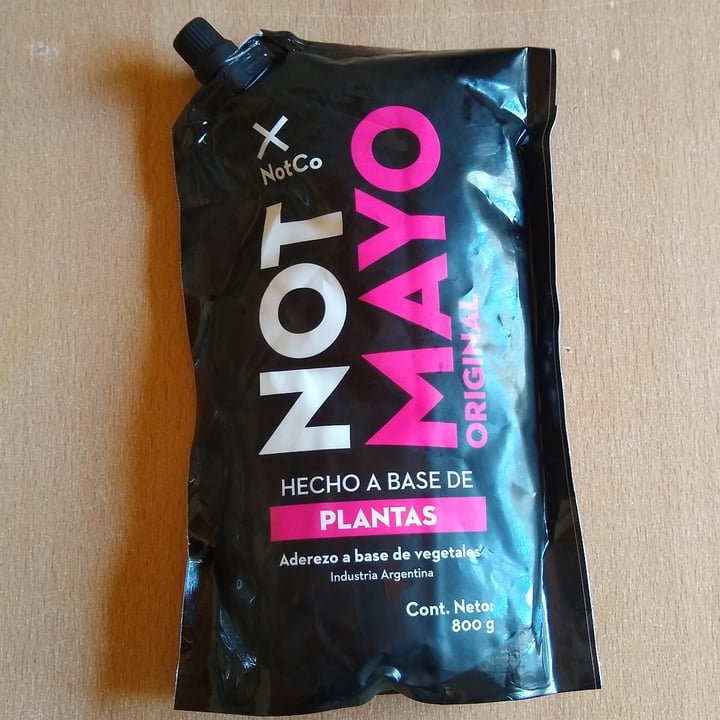 NotCo
NOT
MAYO
ORIGINAL
HECHO A BASE DE
PLANTAS
Aderezo a base de vegetales
Industria Argentina
Cont. Neto:
800 g